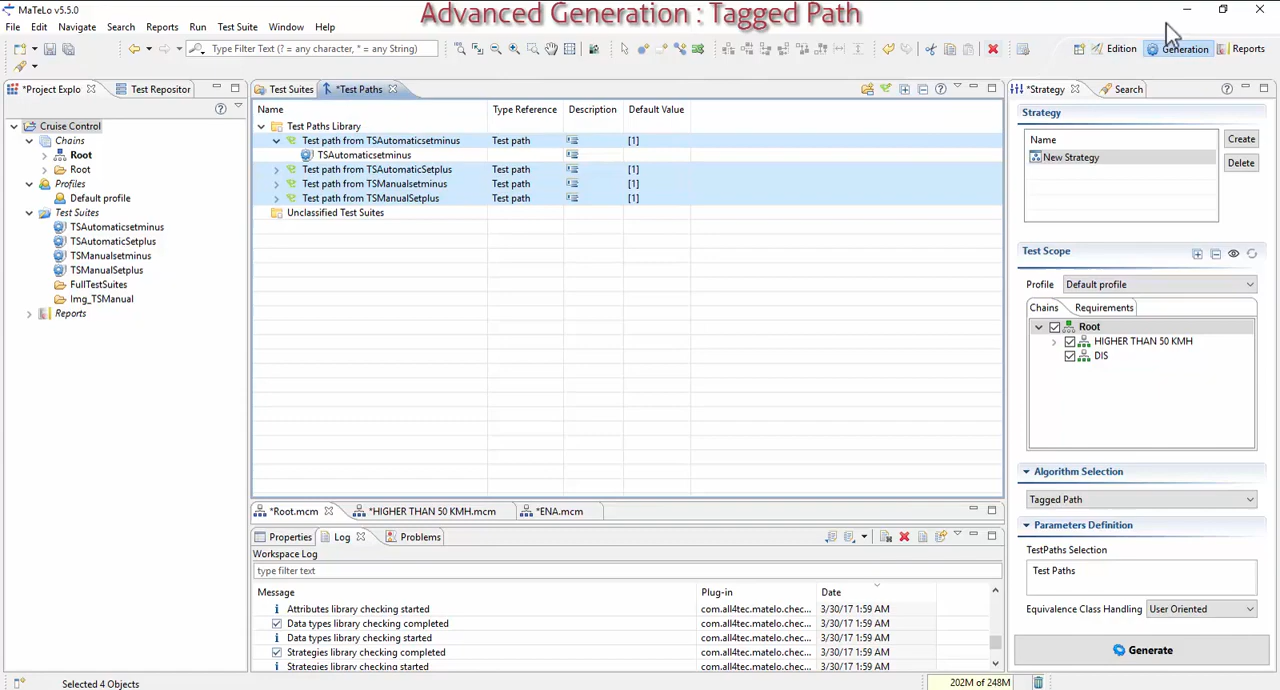 MaTeLo v5.5.0
Advanced Generation : Tagged Path
File Edit Navigate Search Reports Run Test Suite Window Help
Type Filter Text (? = any character, * = any String)
Edition Generation Reports
*Project Explo Test Repositor
Cruise Control
Chains
Root
Root
Profiles
Default profile
Test Suites
TSAutomaticsetminus
TSAutomaticSetplus
TSManualsetminus
TSManualSetplus
FullTestSuites
Img_TSManual
Reports
Test Suites *Test Paths
Name Type Reference Description Default Value
Test Paths Library
Test path from TSAutomaticsetminus Test path [1]
TSAutomaticsetminus
Test path from TSAutomaticSetplus Test path [1]
Test path from TSManualsetminus Test path [1]
Test path from TSManualSetplus Test path [1]
Unclassified Test Suites
*Root.mcm *HIGHER THAN 50 KMH.mcm *ENA.mcm
Properties Log Problems
Workspace Log
type filter text
Message Plug-in Date
Attributes library checking started com.all4tec.matelo.chec... 3/30/17 1:59 AM
Data types library checking completed com.all4tec.matelo.chec... 3/30/17 1:59 AM
Data types library checking started com.all4tec.matelo.chec... 3/30/17 1:59 AM
Strategies library checking completed com.all4tec.matelo.chec... 3/30/17 1:59 AM
Strategies library checking started com.all4tec.matelo.chec... 3/30/17 1:59 AM
*Strategy Search
Strategy
Name
New Strategy
Create
Delete
Test Scope
Profile Default profile
Chains Requirements
Root
HIGHER THAN 50 KMH
DIS
Algorithm Selection
Tagged Path
Parameters Definition
TestPaths Selection
Test Paths
Equivalence Class Handling User Oriented
Generate
Selected 4 Objects
202M of 248M